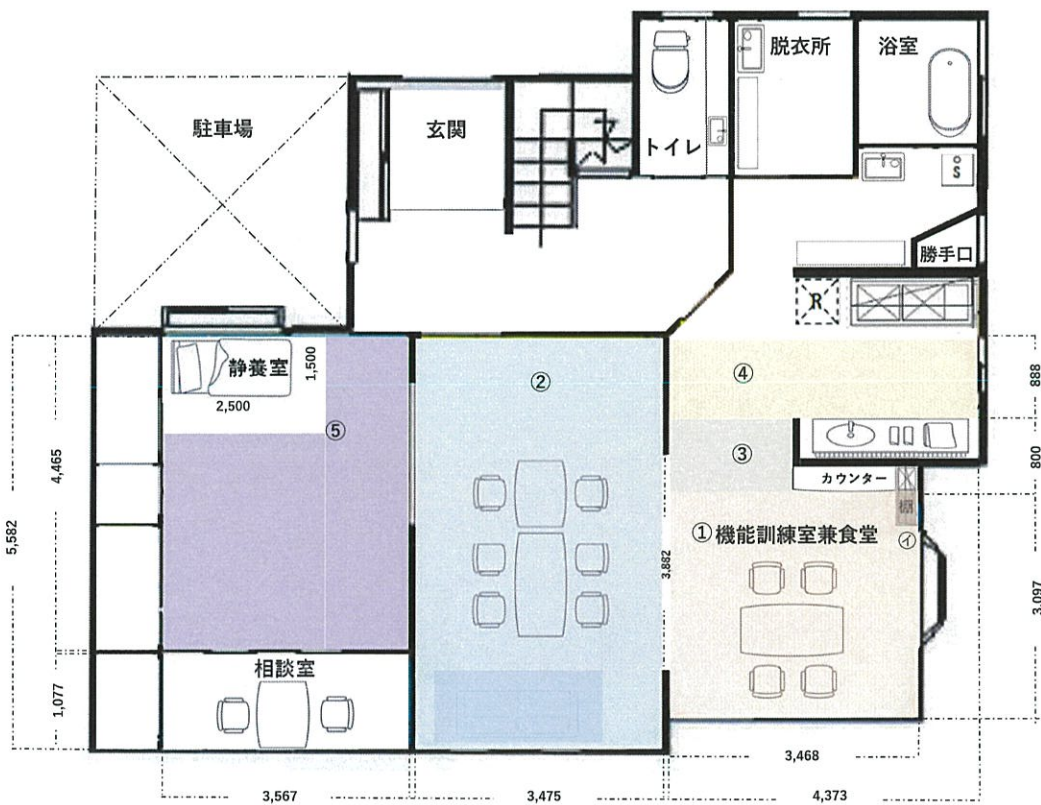 駐車場
玄関
トイレ
脱衣所
浴室
S
勝手口
R
静養室
1,500
2,500
⑤
②
④
③
カウンター
棚
①機能訓練室兼食堂
㋑
相談室
5,582
4,465
1,077
3,882
888
800
3,097
3,468
3,567
3,475
4,373